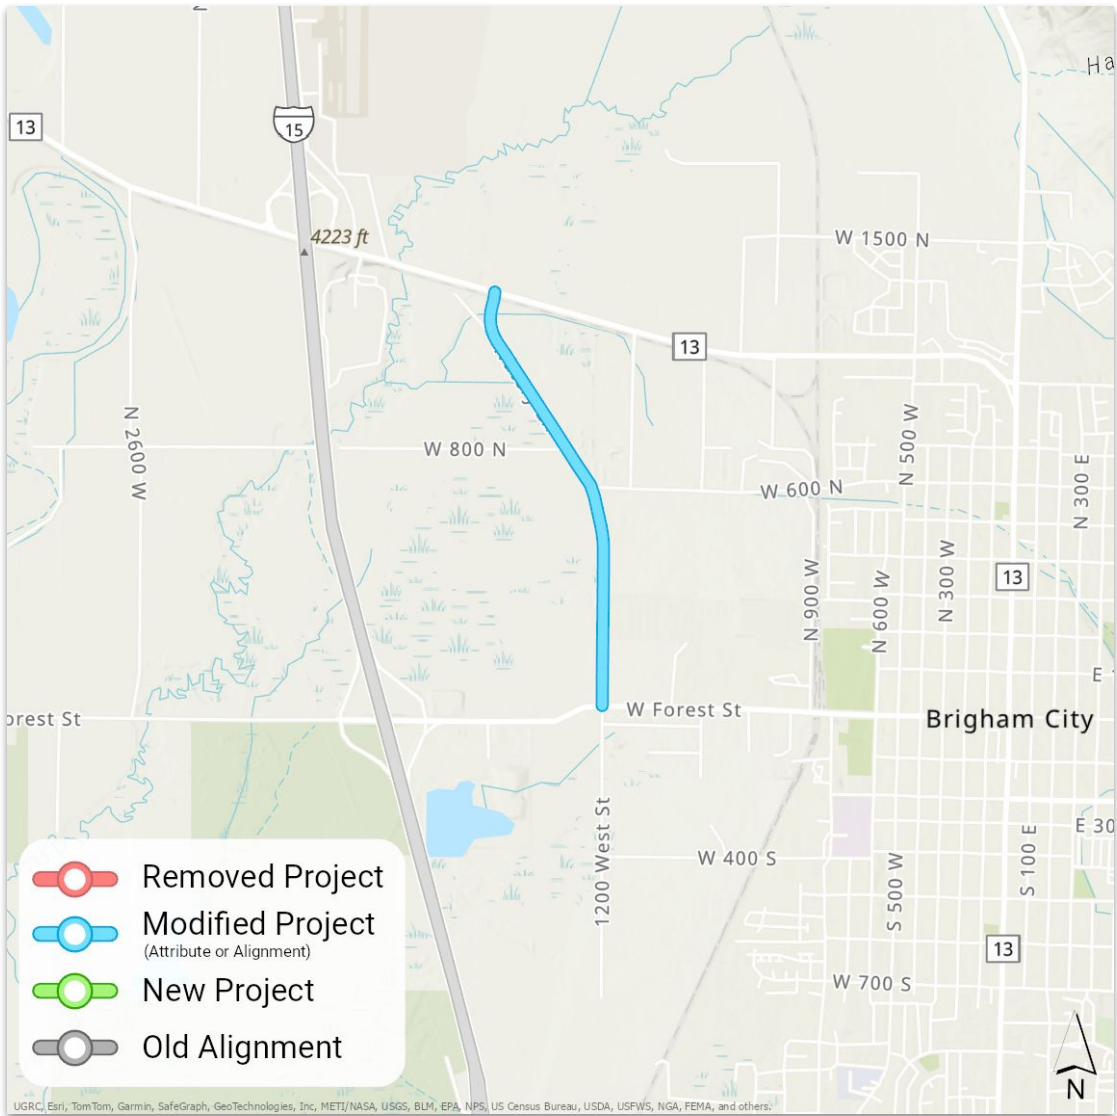 Ha
13
15
4223 ft
W 1500 N
13
N 2600 W
W 800 N
N 500 W
N 300 E
W 600 N
13
N 900 W
N 600 W
N 300 W
E
orest St
W Forest St
Brigham City
1200 West St
E 30
W 400 S
S 500 W
S 100 E
13
W 700 S
Removed Project
Modified Project
(Attribute or Alignment)
New Project
Old Alignment
N
UGRC, Esri, TomTom, Garmin, SafeGraph, GeoTechnologies, Inc, METI/NASA, USGS, BLM, EPA, NPS, US Census Bureau, USDA, USFWS, NGA, FEMA, and others.